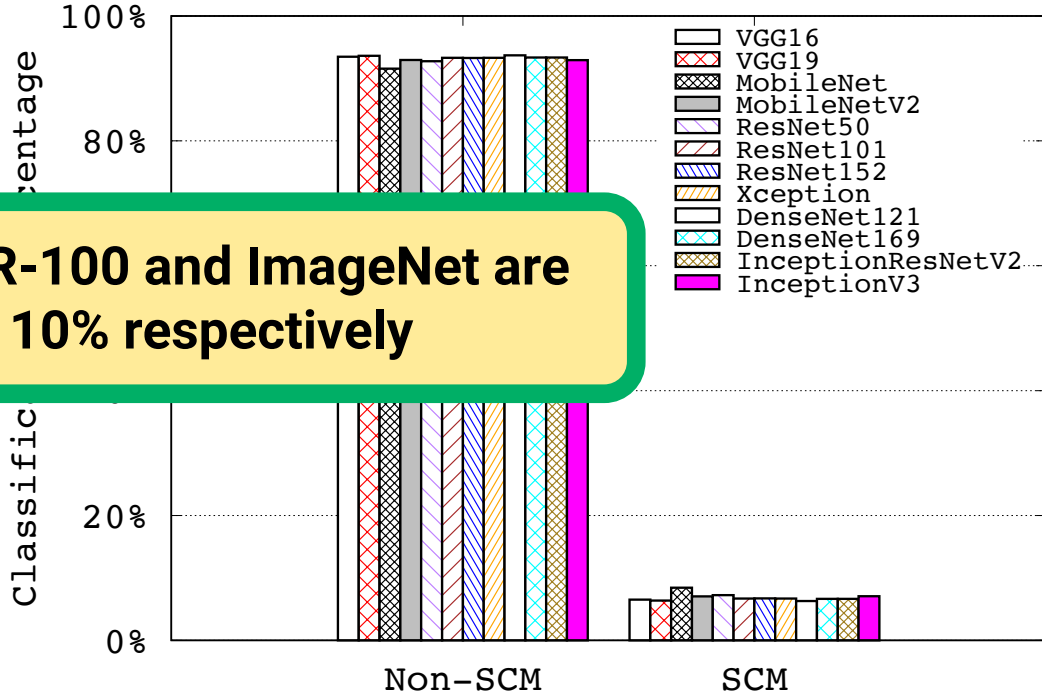 100%
80%
20%
0%
VGG16
VGG19
MobileNet
MobileNetV2
ResNet50
ResNet101
ResNet152
Xception
DenseNet121
DenseNet169
InceptionResNetV2
InceptionV3
R-100 and ImageNet are
10% respectively
Non-SCM
SCM